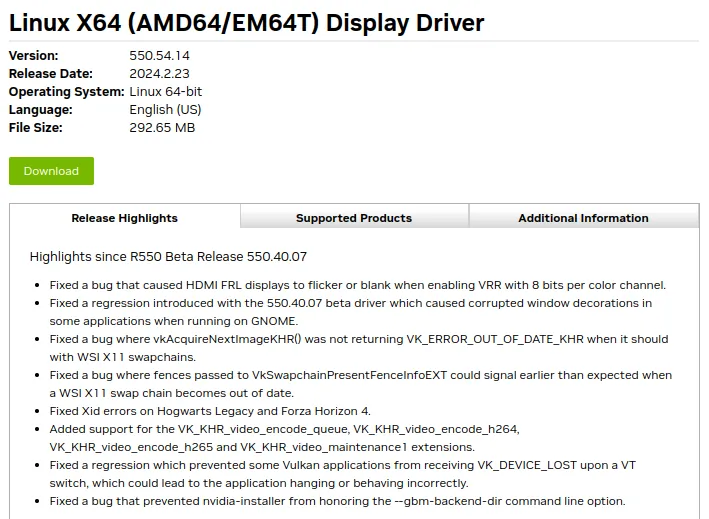 Linux X64 (AMD64/EM64T) Display Driver
Version: 550.54.14
Release Date: 2024.2.23
Operating System: Linux 64-bit
Language: English (US)
File Size: 292.65 MB
Download
Release Highlights Supported Products Additional Information
Highlights since R550 Beta Release 550.40.07
• Fixed a bug that caused HDMI FRL displays to flicker or blank when enabling VRR with 8 bits per color channel.
• Fixed a regression introduced with the 550.40.07 beta driver which caused corrupted window decorations in
some applications when running on GNOME.
• Fixed a bug where vkAcquireNextImageKHR() was not returning VK_ERROR_OUT_OF_DATE_KHR when it should
with WSI X11 swapchains.
• Fixed a bug where fences passed to VkSwapchainPresentFenceInfoEXT could signal earlier than expected when
a WSI X11 swap chain becomes out of date.
• Fixed Xid errors on Hogwarts Legacy and Forza Horizon 4.
• Added support for the VK_KHR_video_encode_queue, VK_KHR_video_encode_h264,
VK_KHR_video_encode_h265 and VK_KHR_video_maintenance1 extensions.
• Fixed a regression which prevented some Vulkan applications from receiving VK_DEVICE_LOST upon a VT
switch, which could lead to the application hanging or behaving incorrectly.
• Fixed a bug that prevented nvidia-installer from honoring the --gbm-backend-dir command line option.